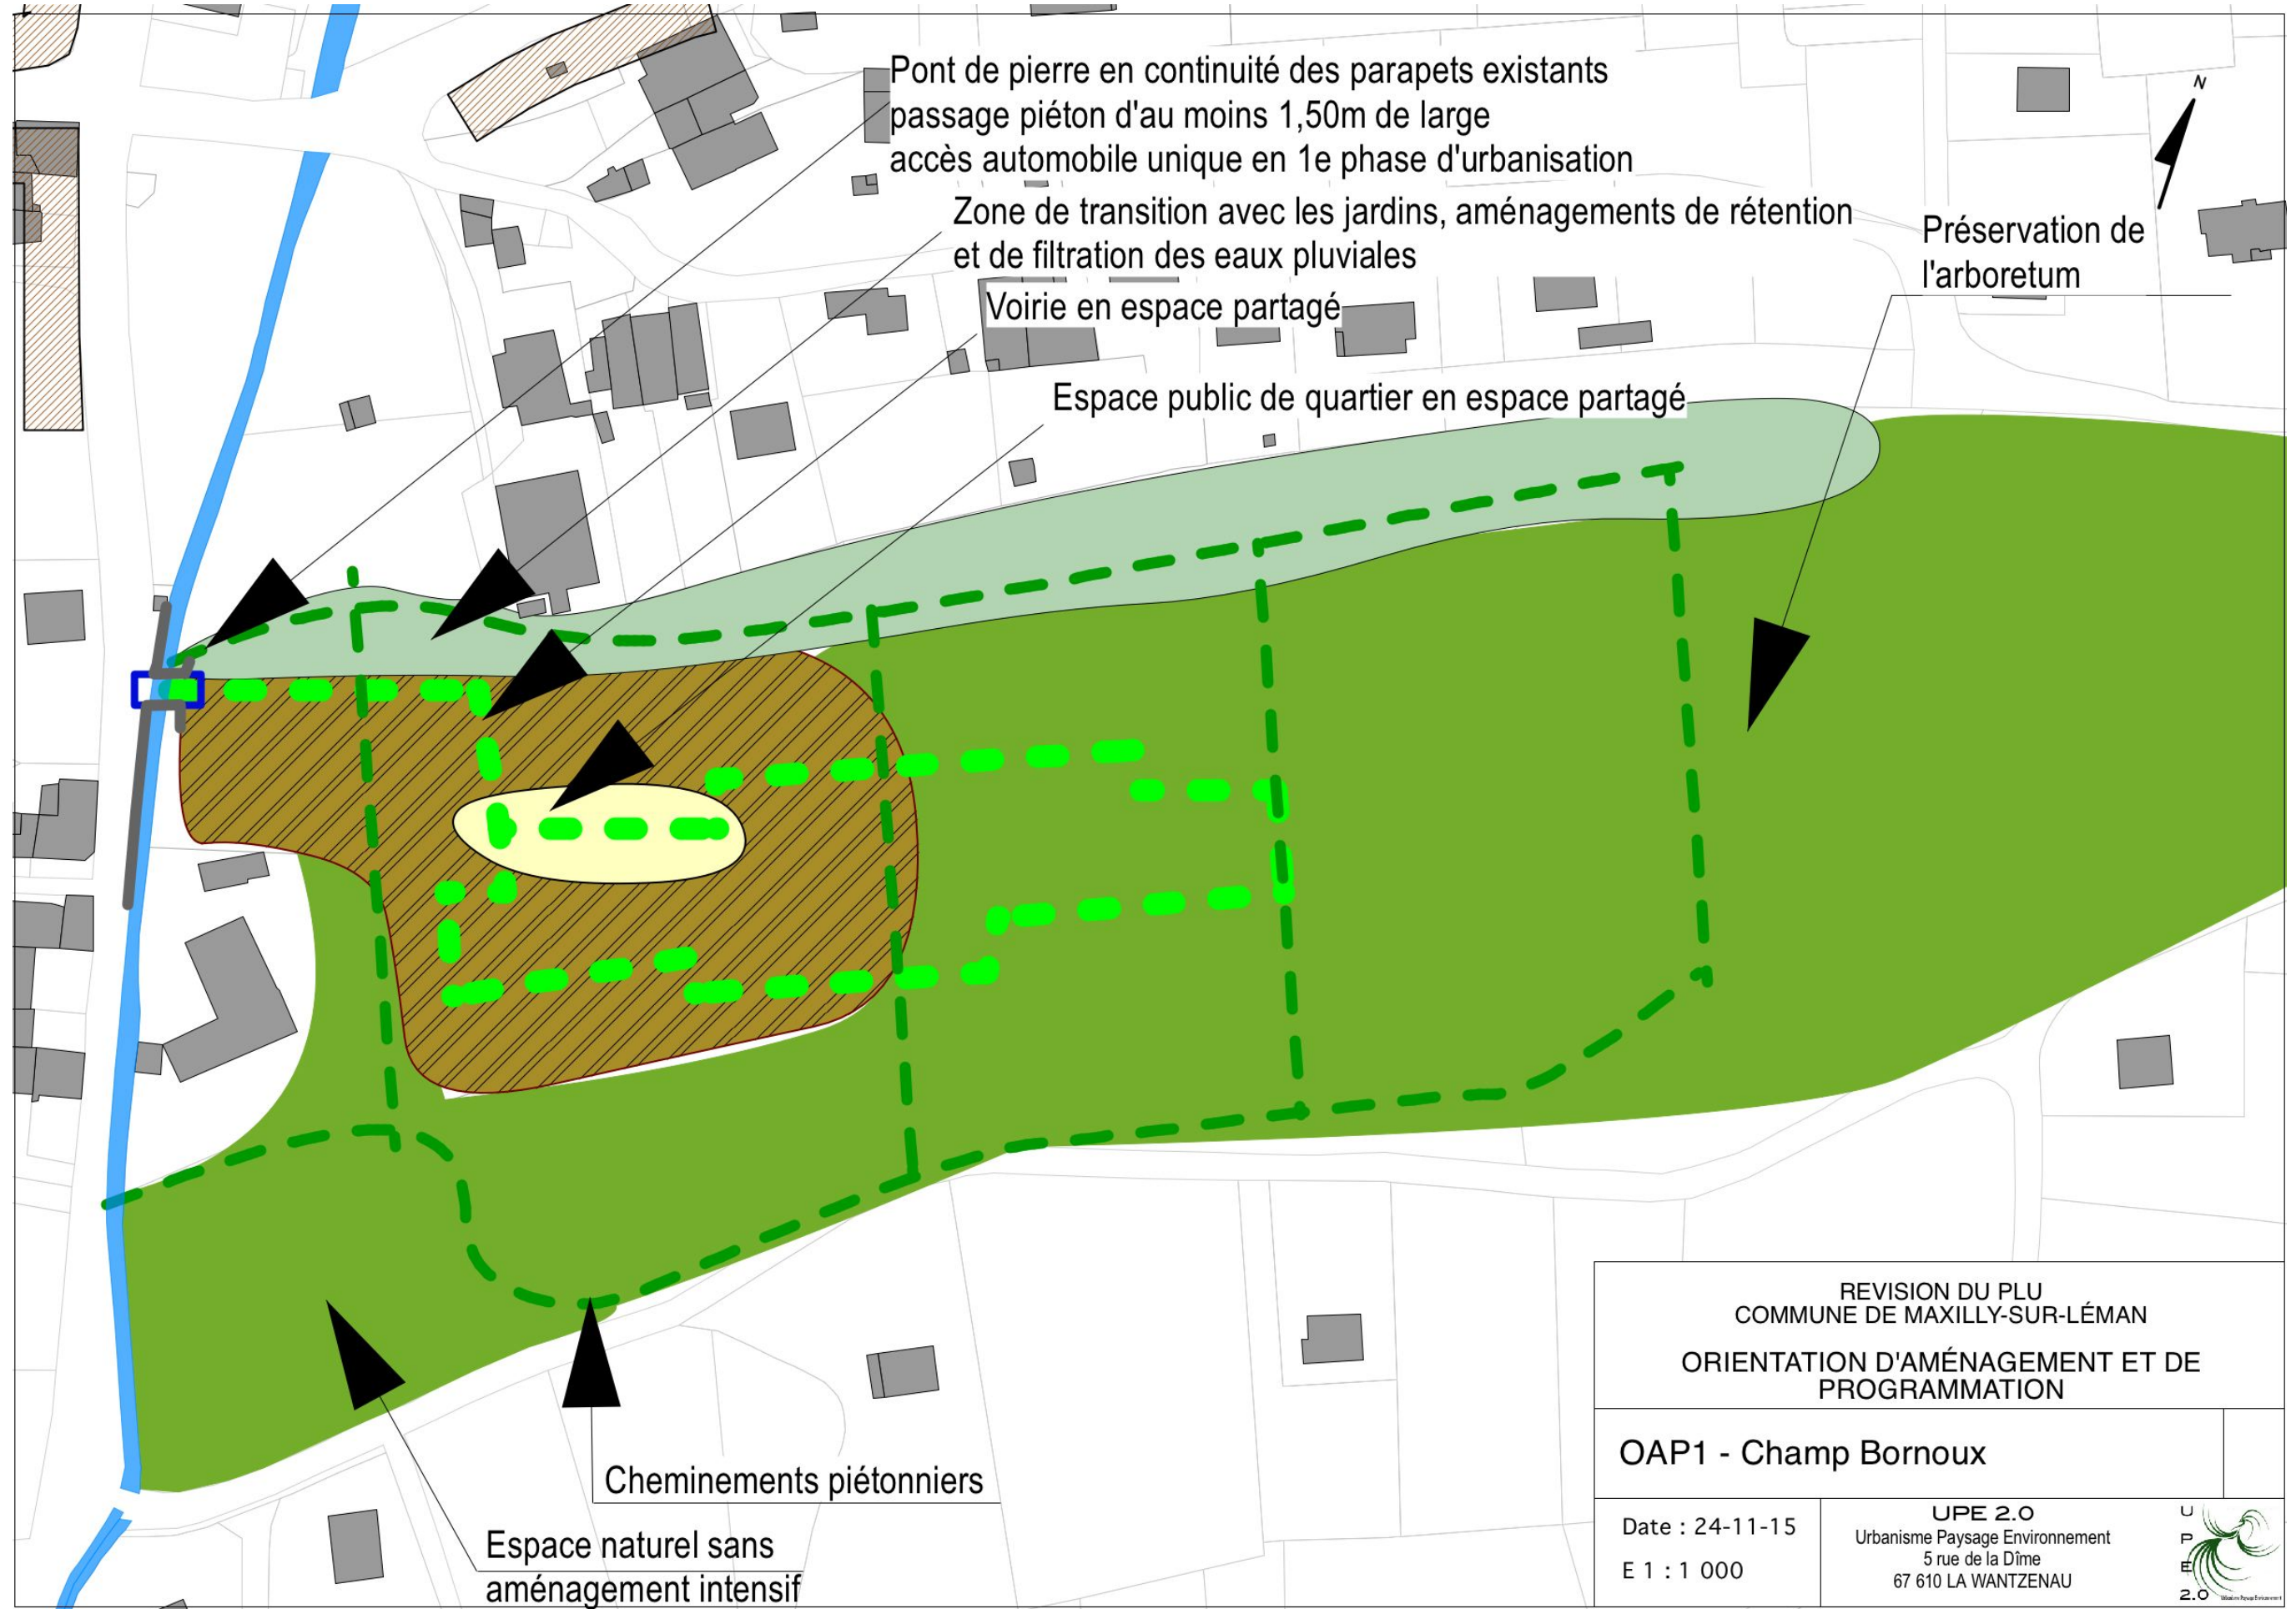 Pont de pierre en continuité des parapets existants
passage piéton d'au moins 1,50m de large
accès automobile unique en 1e phase d'urbanisation
Zone de transition avec les jardins, aménagements de rétention
et de filtration des eaux pluviales
Voirie en espace partagé
Espace public de quartier en espace partagé
N
Préservation de
l'arboretum
Cheminements piétonniers
Espace naturel sans
aménagement intensif
REVISION DU PLU
COMMUNE DE MAXILLY-SUR-LÉMAN
ORIENTATION D'AMÉNAGEMENT ET DE
PROGRAMMATION
OAP1 - Champ Bornoux
Date : 24-11-15
E 1 : 1 000
UPE 2.0
Urbanisme Paysage Environnement
5 rue de la Dîme
67 610 LA WANTZENAU
U
P
E
2.0